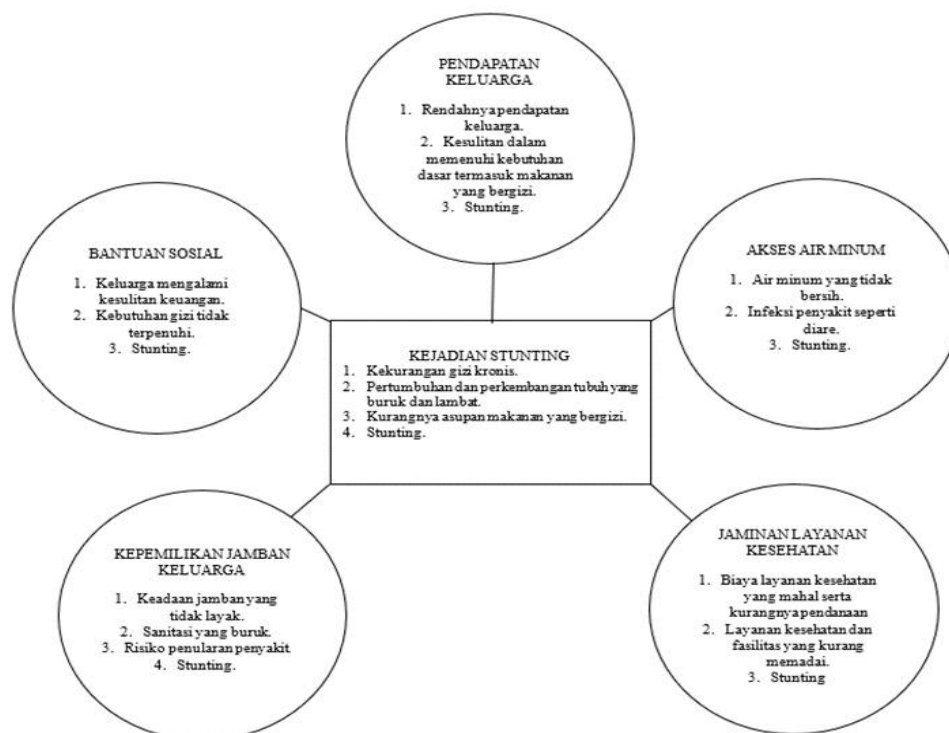 PENDAPATAN
KELUARGA
1. Rendahnya pendapatan
keluarga.
2. Kesulitan dalam
memenuhi kebutuhan
dasar termasuk makanan
yang bergizi.
3. Stunting.
BANTUAN SOSIAL
1. Keluarga mengalami
kesulitan keuangan.
2. Kebutuhan gizi tidak
terpenuhi.
3. Stunting.
AKSES AIR MINUM
1. Air minum yang tidak
bersih.
2. Infeksi penyakit seperti
diare.
3. Stunting.
KEJADIAN STUNTING
1. Kekurangan gizi kronis.
2. Pertumbuhan dan perkembangan tubuh yang
buruk dan lambat.
3. Kurangnya asupan makanan yang bergizi.
4. Stunting.
KEPEMILIKAN JAMBAN
KELUARGA
1. Keadaan jamban yang
tidak layak.
2. Sanitasi yang buruk.
3. Risiko penularan penyakit
4. Stunting.
JAMINAN LAYANAN
KESEHATAN
1. Biaya layanan kesehatan
yang mahal serta
kurangnya pendanaan
2. Layanan kesehatan dan
fasilitas yang kurang
memadai.
3. Stunting